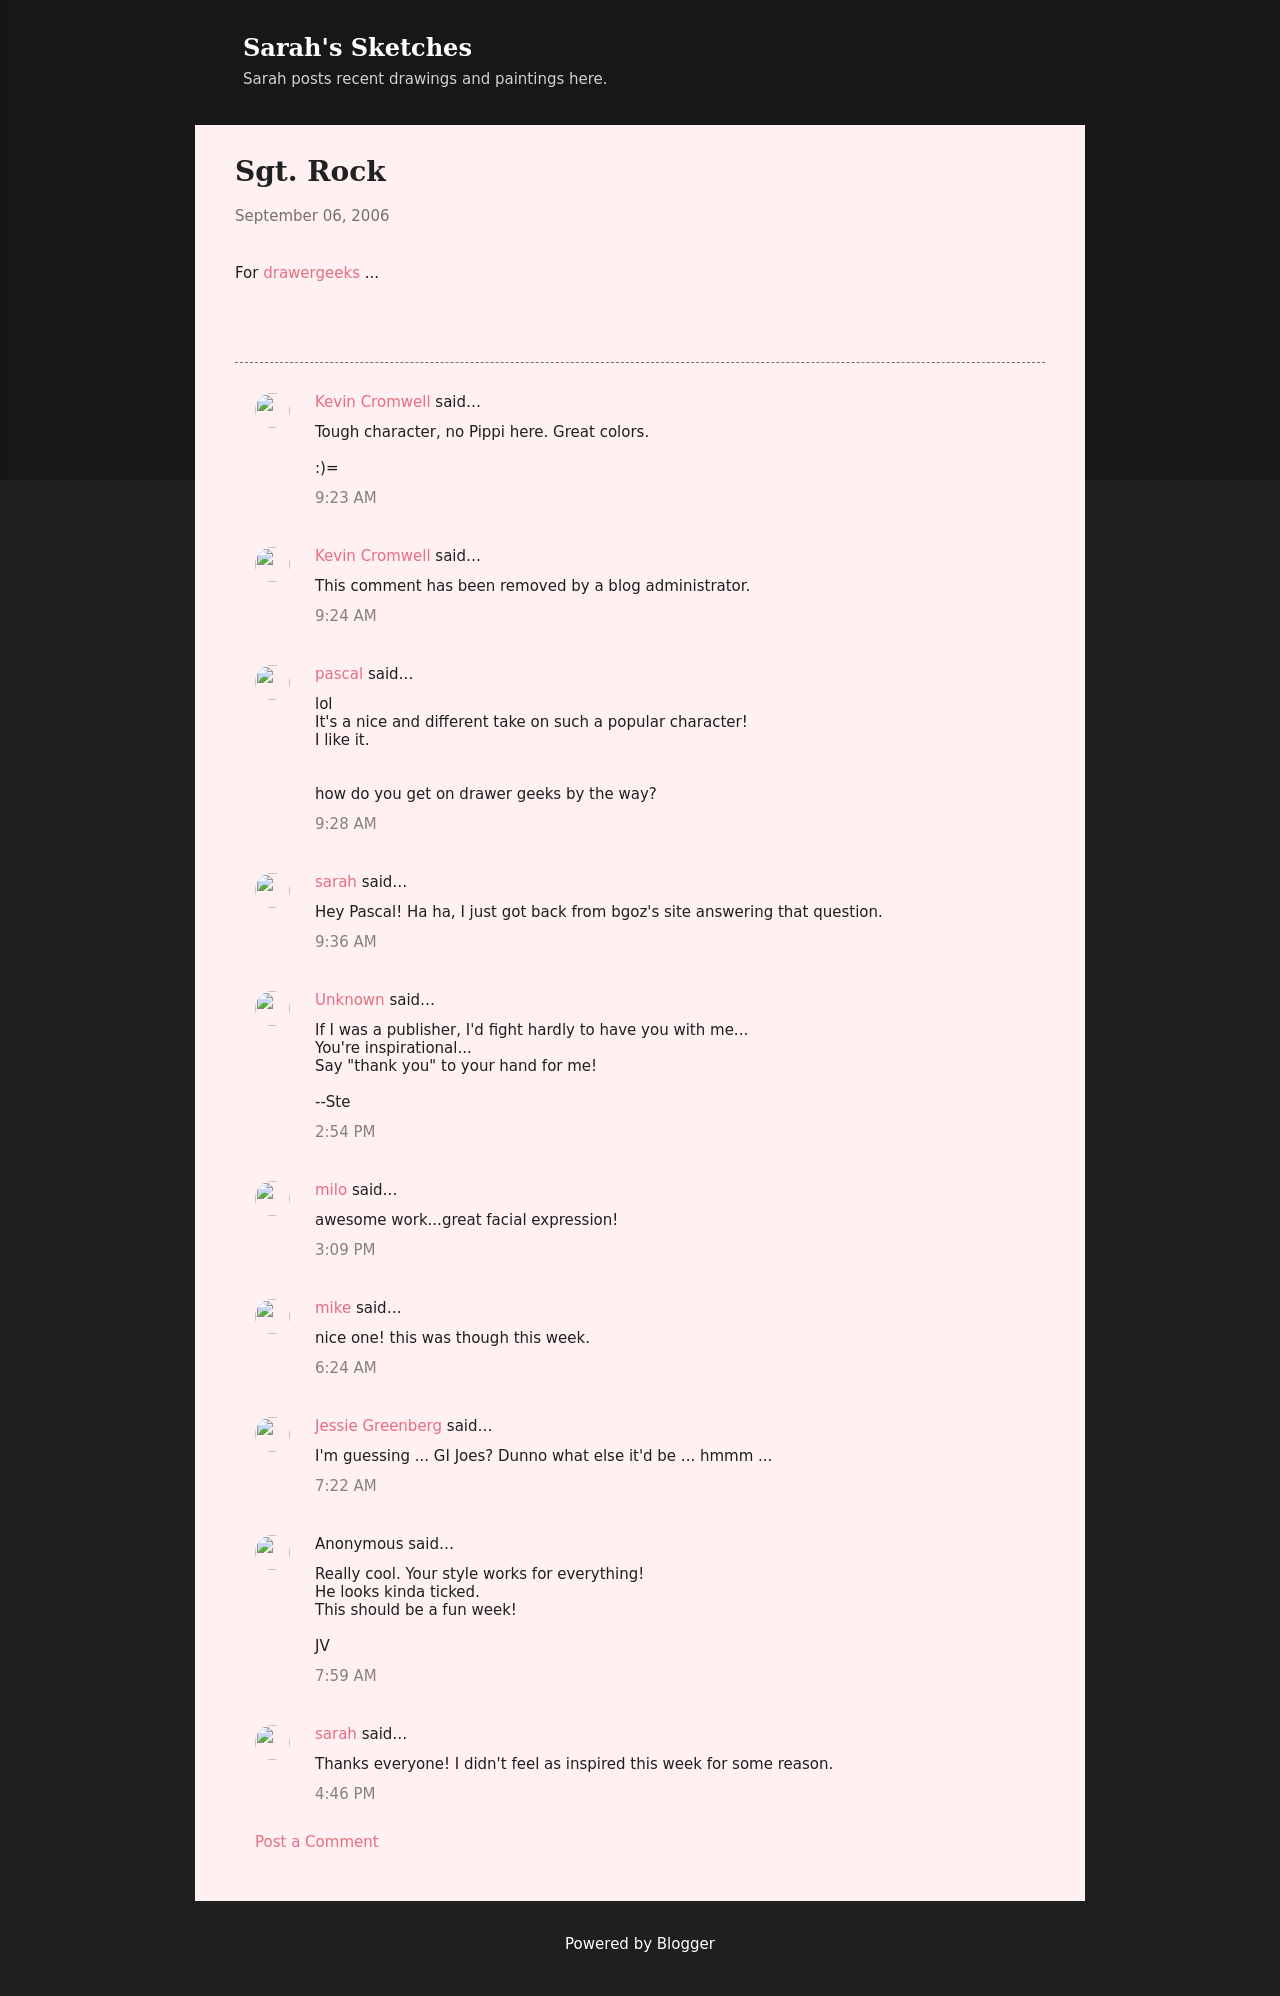 Sarah's Sketches
Sarah posts recent drawings and paintings here.
Sgt. Rock
September 06, 2006
For drawergeeks ...
Kevin Cromwell said…
Tough character, no Pippi here. Great colors.
:)=
9:23 AM
Kevin Cromwell said…
This comment has been removed by a blog administrator.
9:24 AM
pascal said…
lol
It's a nice and different take on such a popular character!
I like it.
how do you get on drawer geeks by the way?
9:28 AM
sarah said…
Hey Pascal! Ha ha, I just got back from bgoz's site answering that question.
9:36 AM
Unknown said…
If I was a publisher, I'd fight hardly to have you with me...
You're inspirational...
Say "thank you" to your hand for me!
--Ste
2:54 PM
milo said…
awesome work...great facial expression!
3:09 PM
mike said…
nice one! this was though this week.
6:24 AM
Jessie Greenberg said…
I'm guessing ... GI Joes? Dunno what else it'd be ... hmmm ...
7:22 AM
Anonymous said…
Really cool. Your style works for everything!
He looks kinda ticked.
This should be a fun week!
JV
7:59 AM
sarah said…
Thanks everyone! I didn't feel as inspired this week for some reason.
4:46 PM
Post a Comment
Powered by Blogger